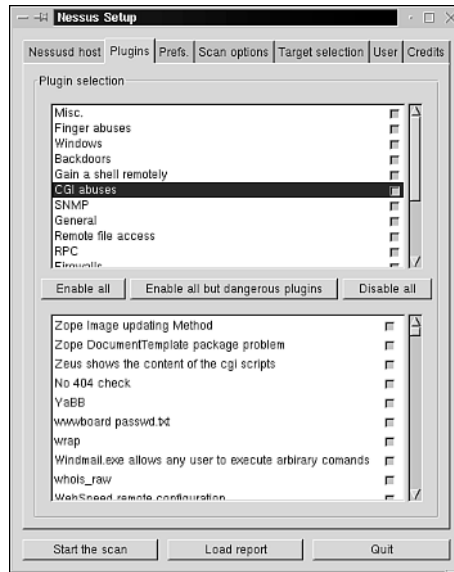 Nessus Setup
Nessusd host Plugins Prefs. Scan options Target selection User Credits
Plugin selection
Misc.
Finger abuses
Windows
Backdoors
Gain a shell remotely
CGI abuses
SNMP
General
Remote file access
RPC
Firewalls
Enable all Enable all but dangerous plugins Disable all
Zope Image updating Method
Zope DocumentTemplate package problem
Zeus shows the content of the cgi scripts
No 404 check
YaBB
wwwboard passwd.txt
wrap
Windmail.exe allows any user to execute arbirary comands
whois_raw
WebSpeed remote configuration
Start the scan Load report Quit